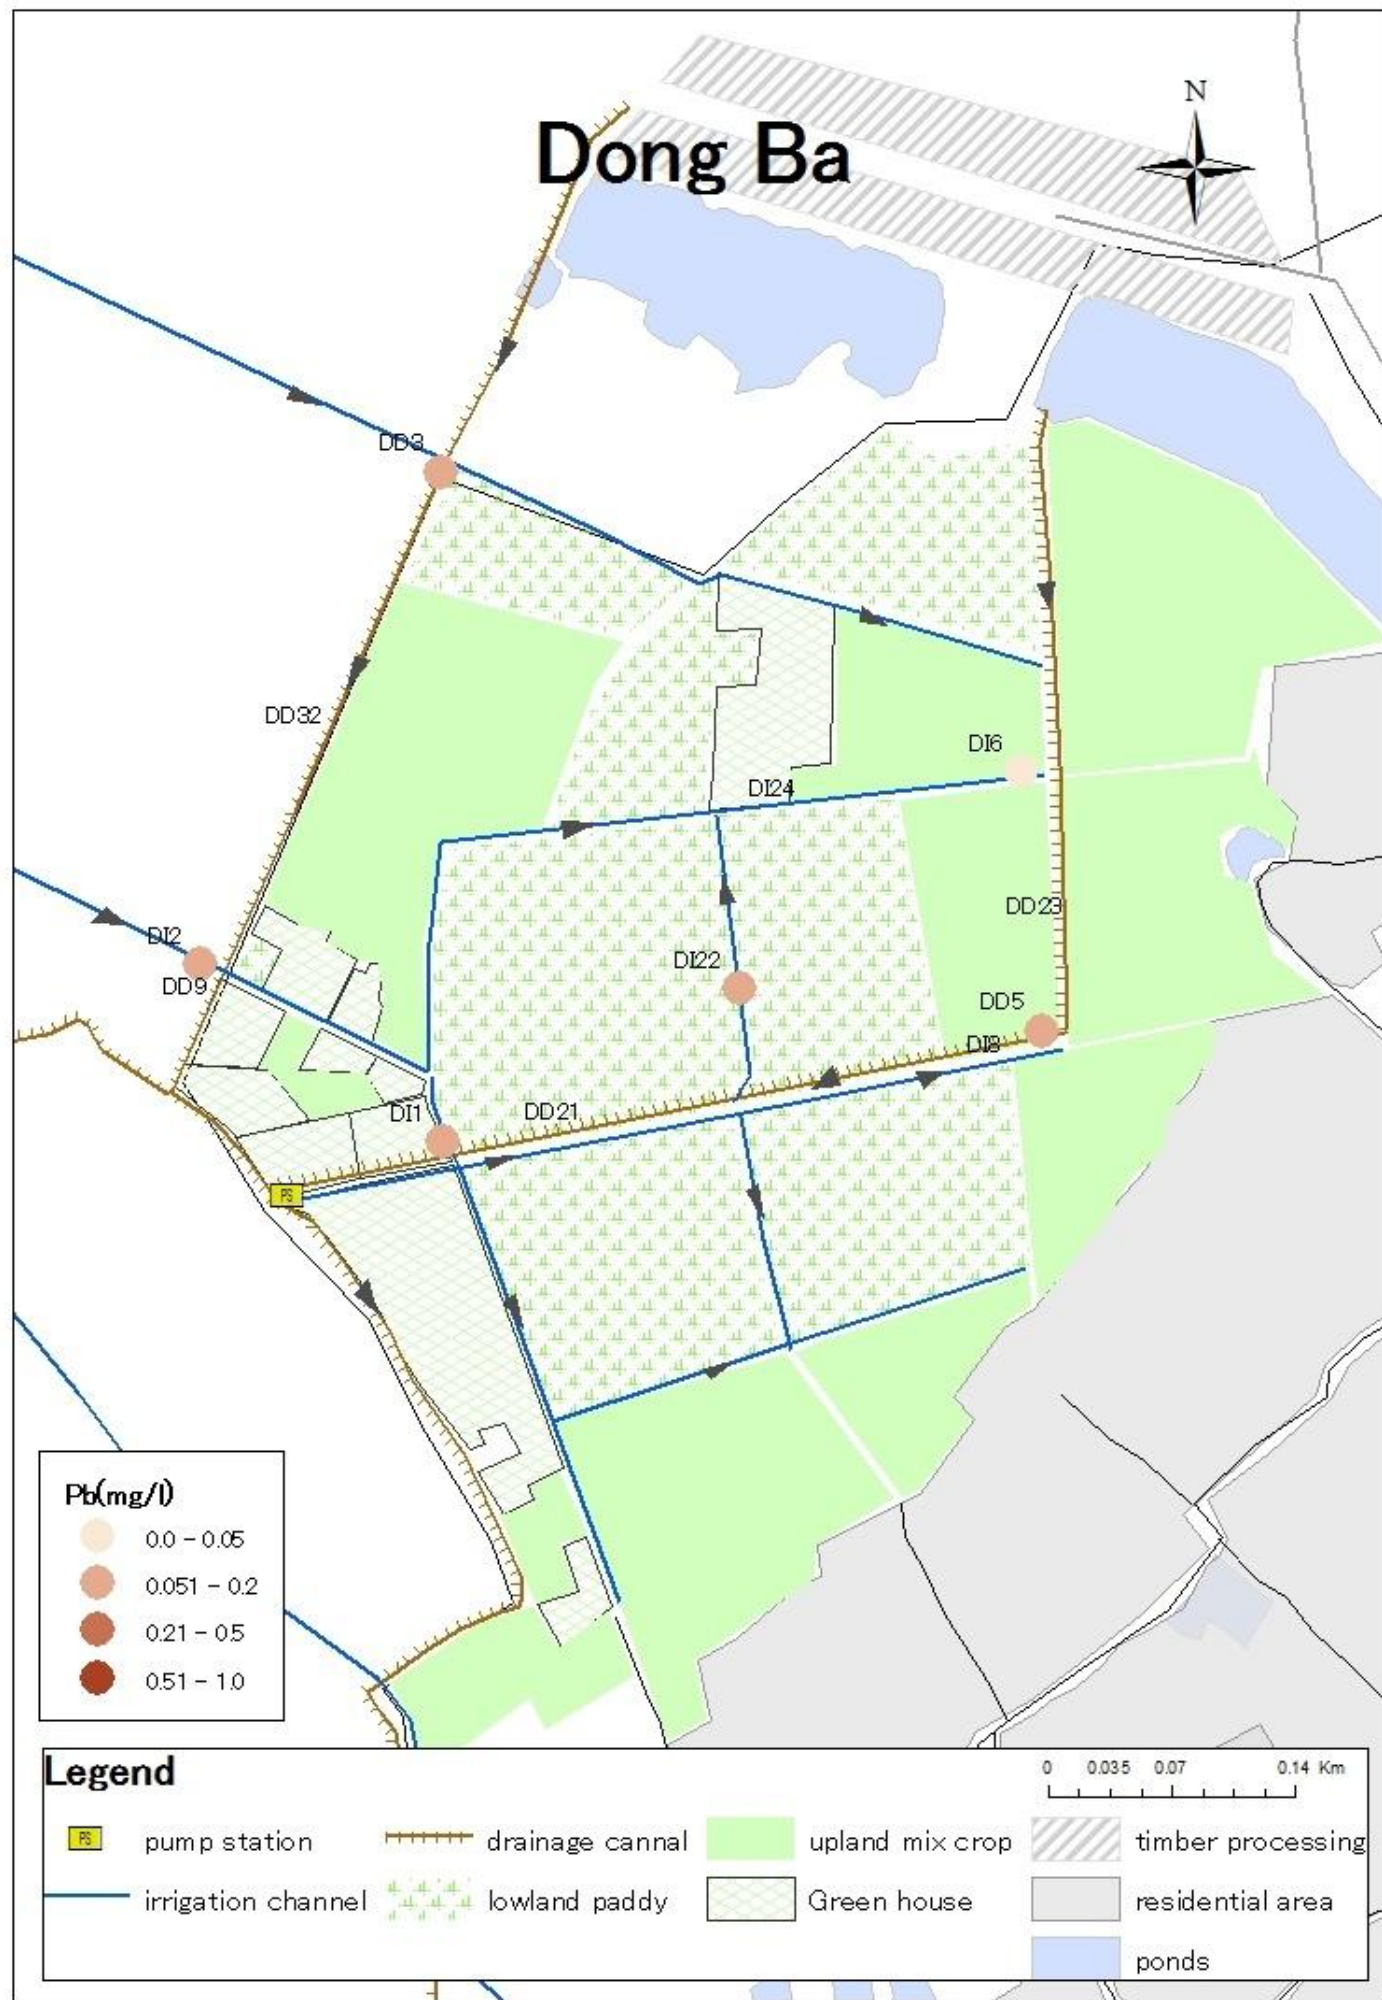 N
Dong Ba
DD3
DD32
DI6
DI24
DD23
DI2
DI22
DD9
DD5
DI8
DI1
DD21
PS
Pb(mg/l)
0.0 - 0.05
0.051 - 0.2
0.21 - 0.5
0.51 - 1.0
Legend
0 0.035 0.07 0.14 Km
PS pump station
drainage cannal
upland mix crop
timber processing
irrigation channel
lowland paddy
Green house
residential area
ponds